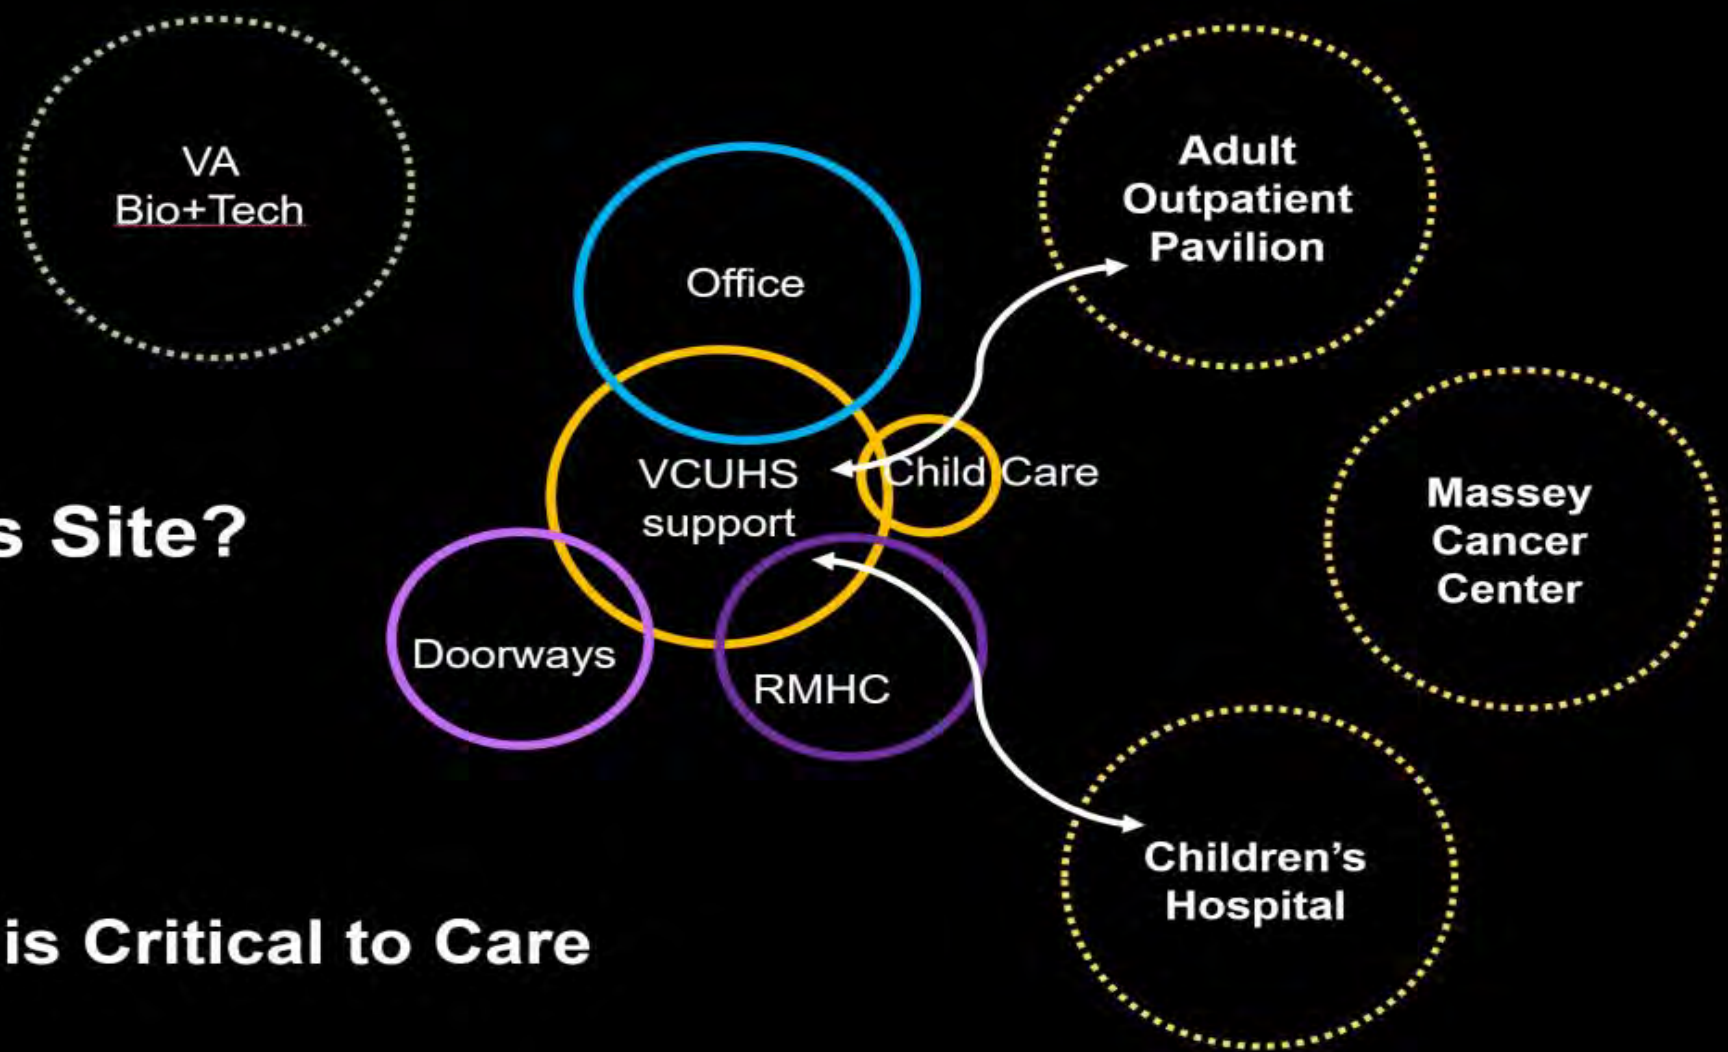 VA
Bio+Tech
Adult
Outpatient
Pavilion
Office
VCUHS
support
Child Care
s Site?
Massey
Cancer
Center
Doorways
RMHC
Children’s
Hospital
is Critical to Care